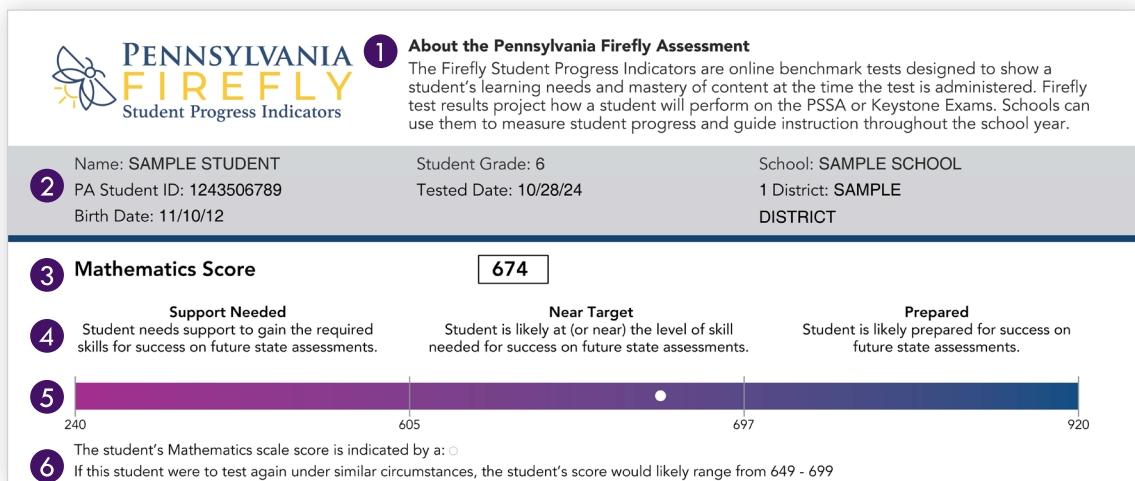 PENNSYLVANIA
FIREFLY
Student Progress Indicators
1 About the Pennsylvania Firefly Assessment
The Firefly Student Progress Indicators are online benchmark tests designed to show a
student's learning needs and mastery of content at the time the test is administered. Firefly
test results project how a student will perform on the PSSA or Keystone Exams. Schools can
use them to measure student progress and guide instruction throughout the school year.
2
Name: SAMPLE STUDENT Student Grade: 6 School: SAMPLE SCHOOL
PA Student ID: 1243506789 Tested Date: 10/28/24 1 District: SAMPLE
Birth Date: 11/10/12 DISTRICT
3 Mathematics Score 674
4
Support Needed
Student needs support to gain the required
skills for success on future state assessments.
Near Target
Student is likely at (or near) the level of skill
needed for success on future state assessments.
Prepared
Student is likely prepared for success on
future state assessments.
5
240 605 697 920
6
The student's Mathematics scale score is indicated by a:
If this student were to test again under similar circumstances, the student's score would likely range from 649 - 699